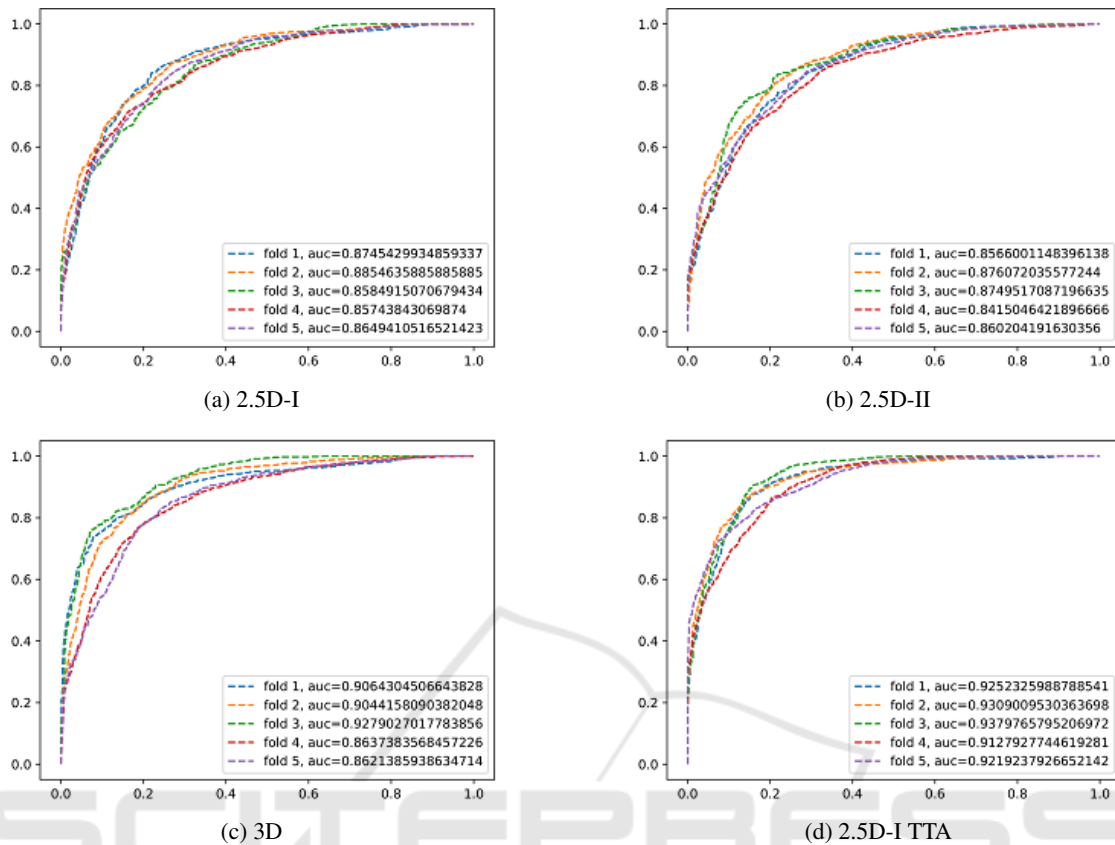 1.0
0.8
0.6
0.4
0.2
0.0
fold 1, auc=0.8745429934859337
fold 2, auc=0.885463585885885
fold 3, auc=0.8584915070679434
fold 4, auc=0.85743843069874
fold 5, auc=0.8649410516521423
0.0 0.2 0.4 0.6 0.8 1.0
(a) 2.5D-I
1.0
0.8
0.6
0.4
0.2
0.0
fold 1, auc=0.8566001148396138
fold 2, auc=0.876072035577244
fold 3, auc=0.8749517087196635
fold 4, auc=0.8415046421896666
fold 5, auc=0.860204191630356
0.0 0.2 0.4 0.6 0.8 1.0
(b) 2.5D-II
1.0
0.8
0.6
0.4
0.2
0.0
fold 1, auc=0.9064304506643828
fold 2, auc=0.9044158090382048
fold 3, auc=0.9279027017783856
fold 4, auc=0.8637383568457226
fold 5, auc=0.8621385938634714
0.0 0.2 0.4 0.6 0.8 1.0
(c) 3D
1.0
0.8
0.6
0.4
0.2
0.0
fold 1, auc=0.9252325988788541
fold 2, auc=0.9309009530363698
fold 3, auc=0.9379765795206972
fold 4, auc=0.9127927744619281
fold 5, auc=0.9219237926652142
0.0 0.2 0.4 0.6 0.8 1.0
(d) 2.5D-I TTA